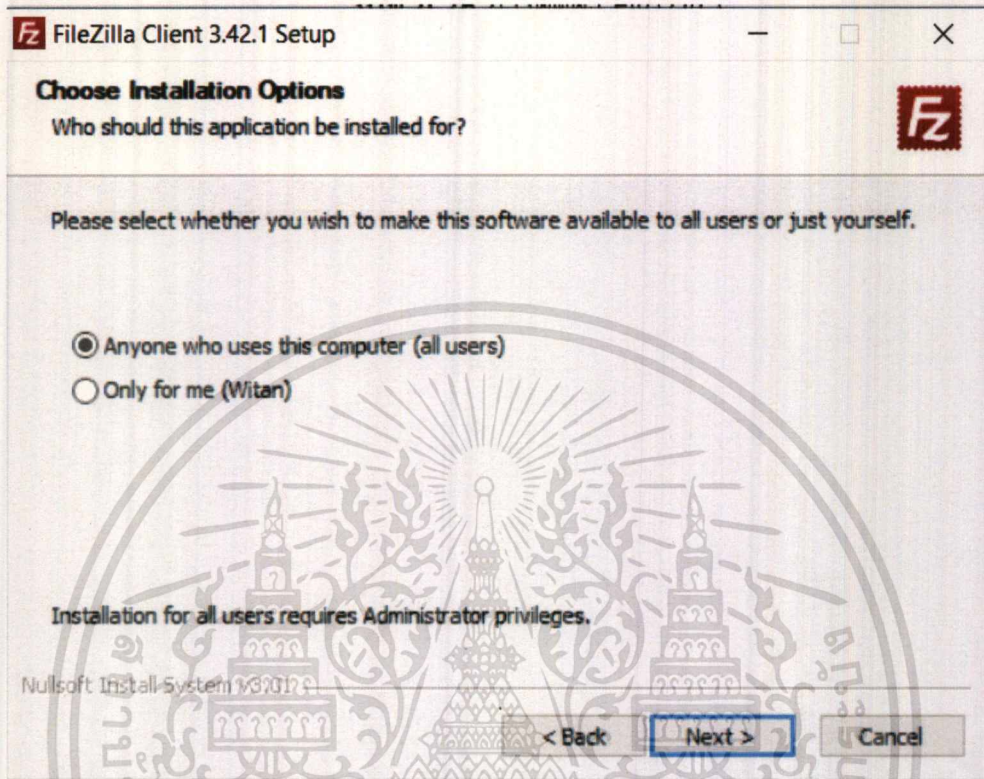 FileZilla Client 3.42.1 Setup
Choose Installation Options
Who should this application be installed for?
Please select whether you wish to make this software available to all users or just yourself.
Anyone who uses this computer (all users)
Only for me (Witan)
Installation for all users requires Administrator privileges.
Nullsoft Install System v3.01
< Back
Next >
Cancel